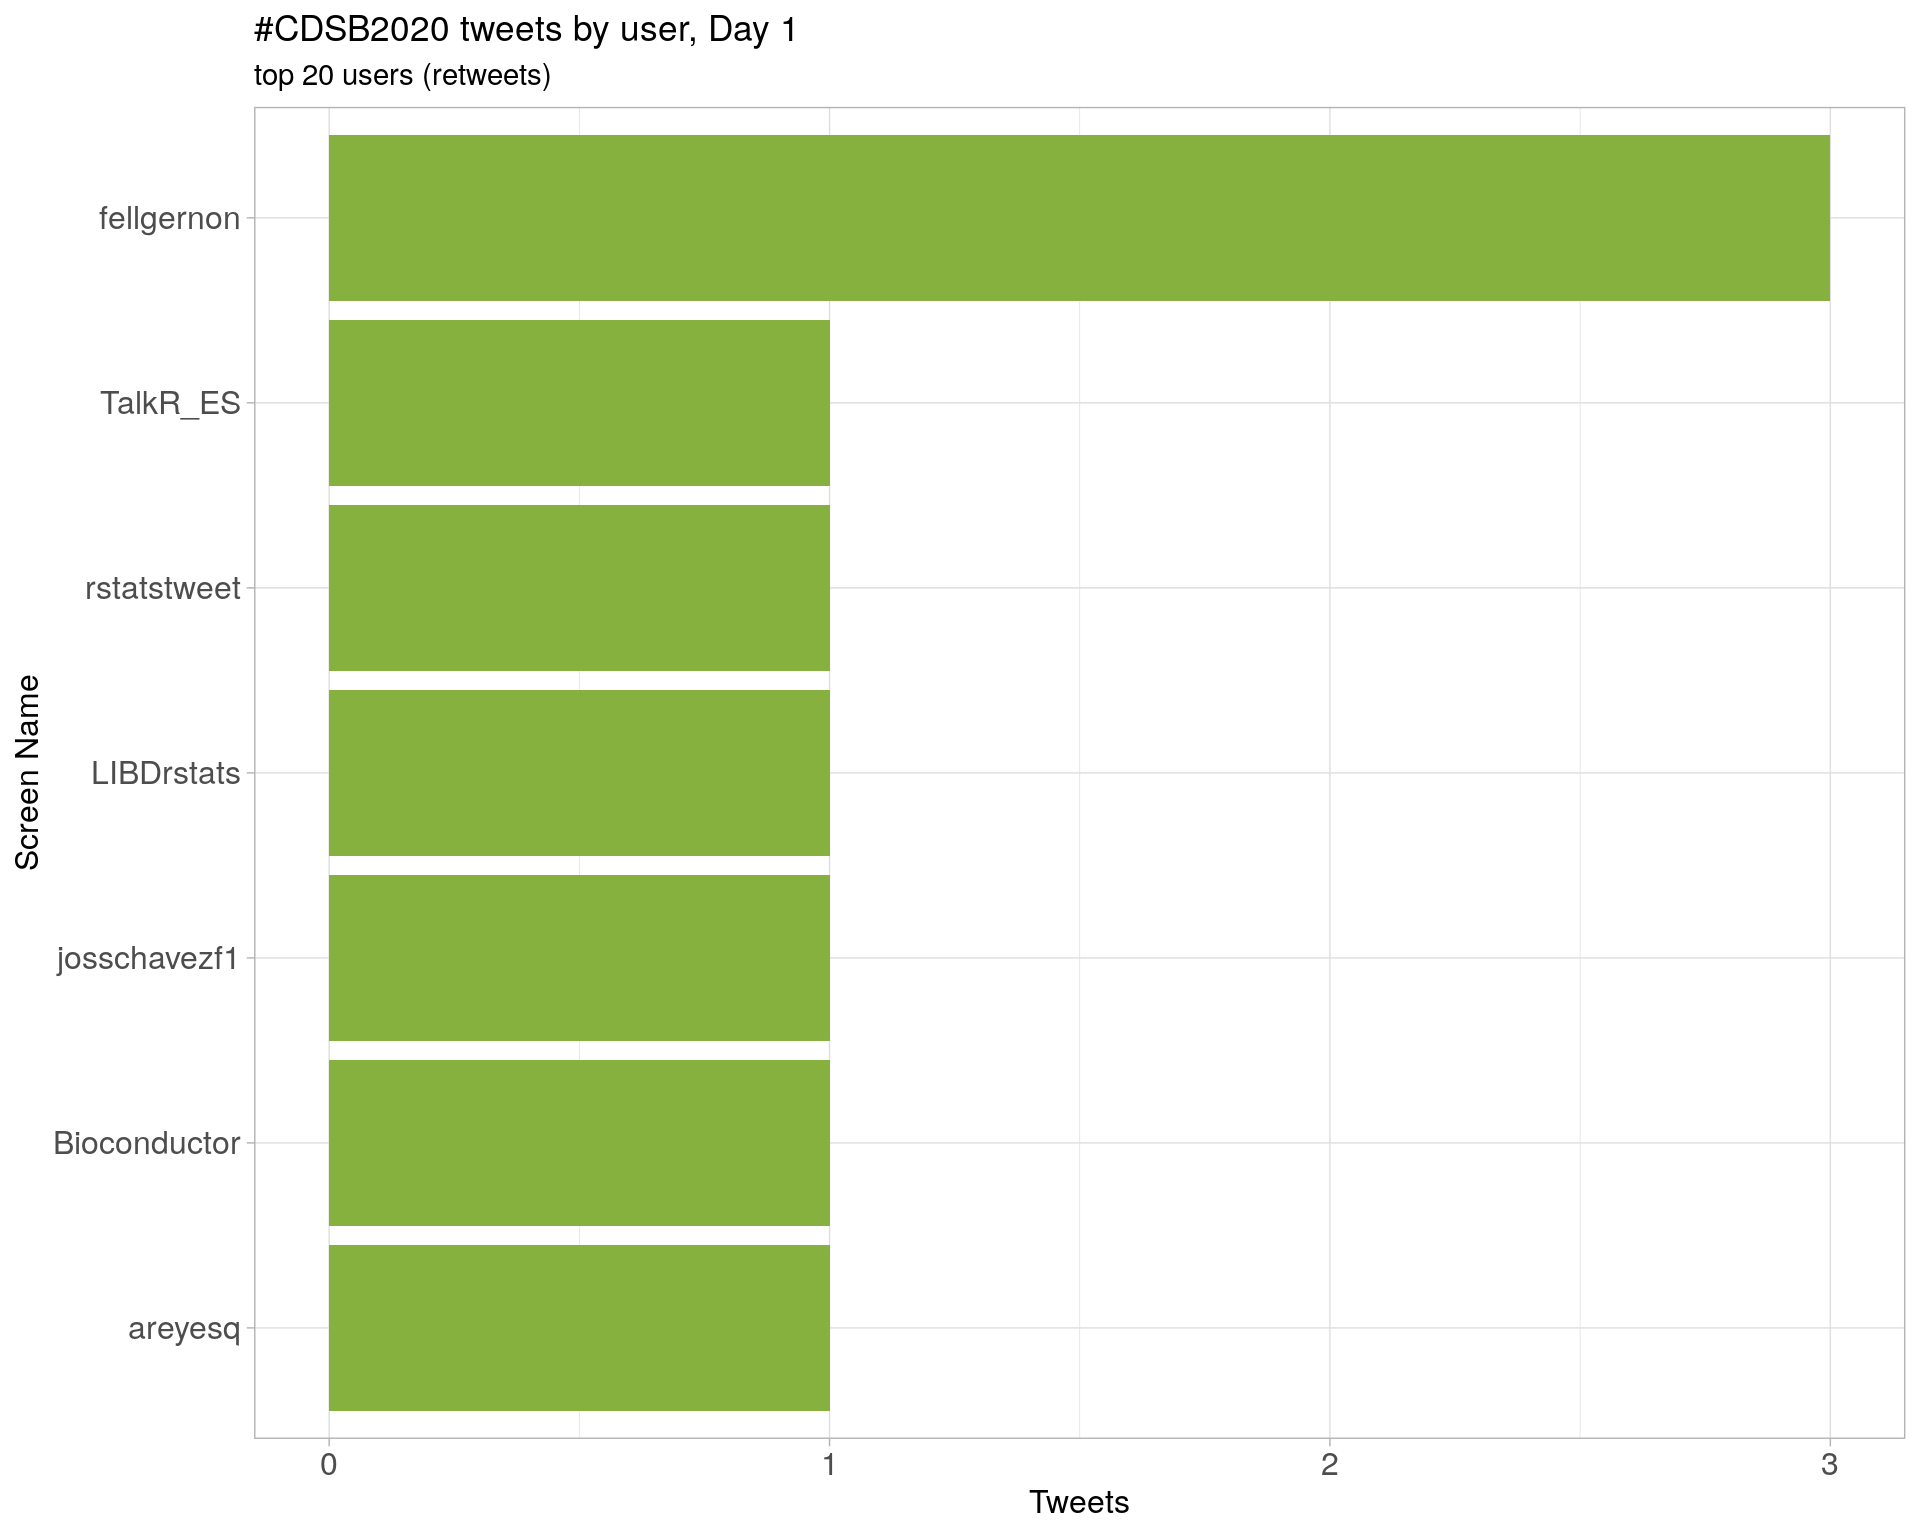 #CDSB2020 tweets by user, Day 1
top 20 users (retweets)
fellgernon
TalkR_ES
rstatstweet
LIBDrstats
josschavezf1
Bioconductor
areyesq
Screen Name
0 1 2 3
Tweets